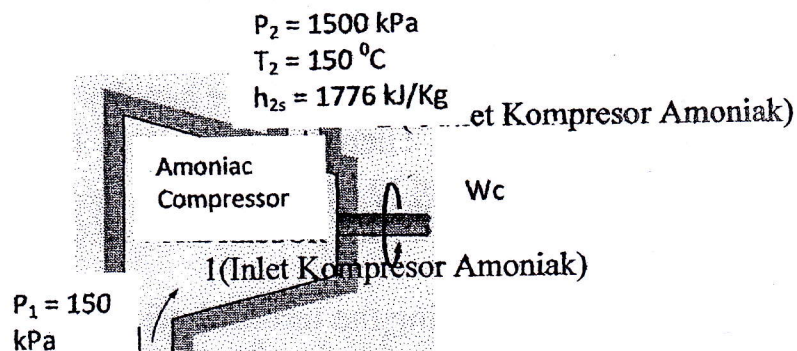 P₂ = 1500 kPa
T₂ = 150 ⁰C
h₂ₛ = 1776 kJ/Kg
et Kompresor Amoniak)
Amoniac
Compressor
Wc
1(Inlet Kompresor Amoniak)
P₁ = 150
kPa